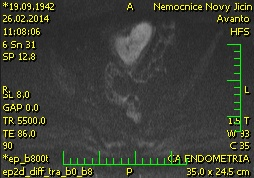 *19.09.1942 A Nemocnice Novy Jicin
26.02.2014 Avanto
11:08:06 HFS
6 Sn 31
SP 12.8
R L
SL 8.0
GAP 0.0
TR 5500.0 1.5 T
TE 86.0 W 93
90 C 35
*ep_b800t CA ENDOMETRIA
ep2d_diff_tra_b0_b8 P 35.0 x 24.5 cm